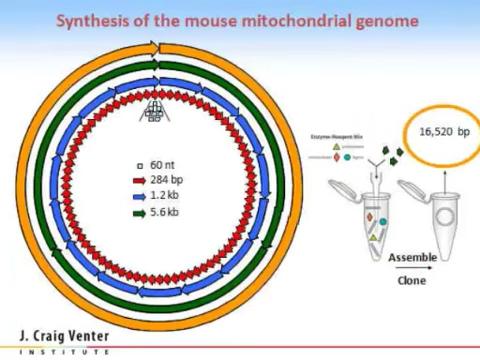 Synthesis of the mouse mitochondrial genome
16,520 bp
Enzyme-Reagent Mix
60 nt
284 bp
1.2 kb
5.6 kb
Assemble
Clone
J. Craig Venter
INSTITUTE